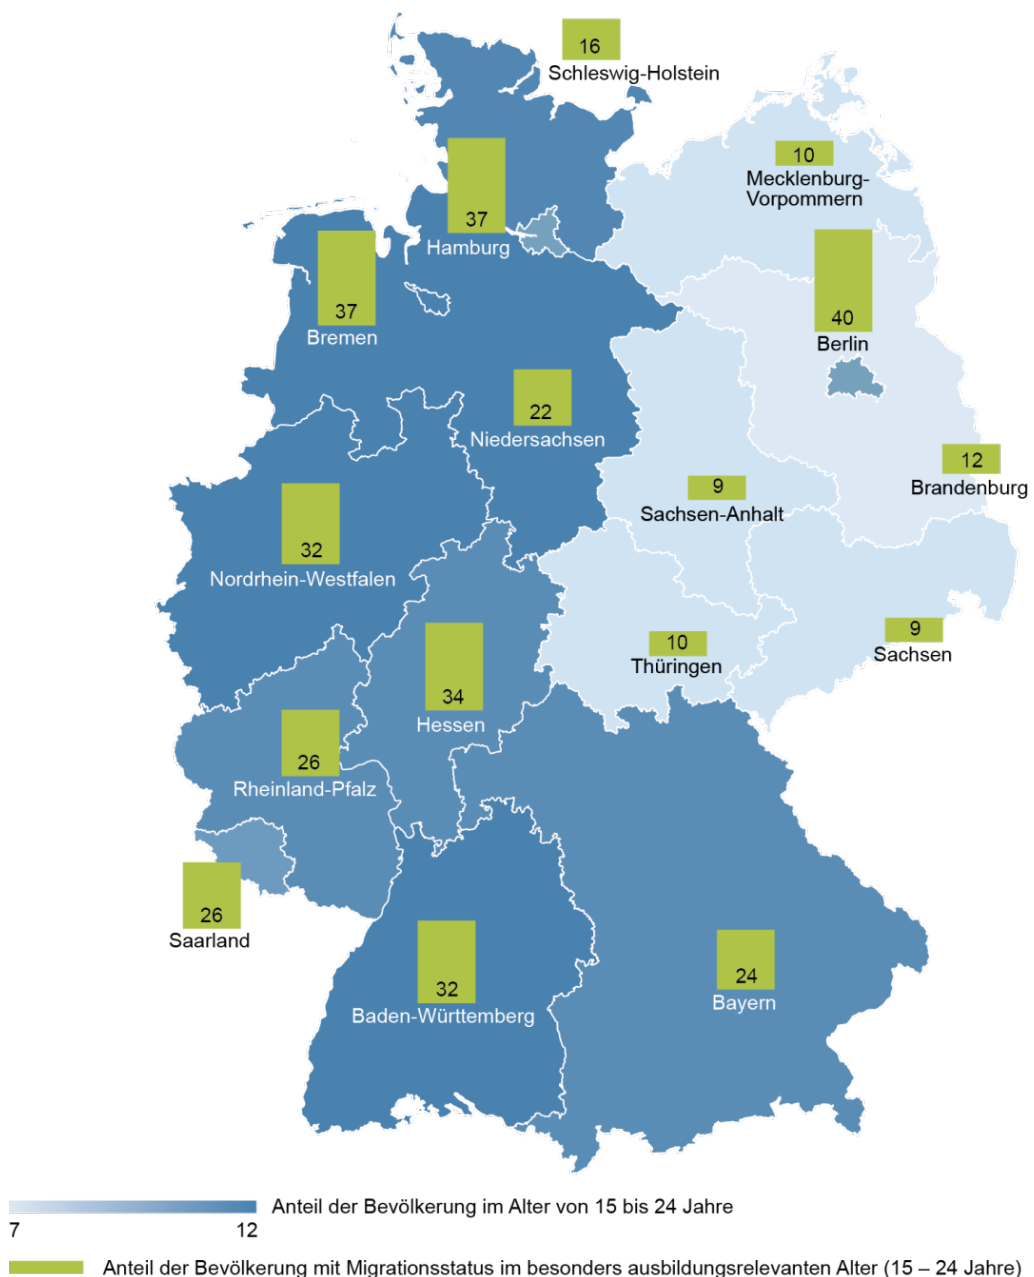 16
Schleswig-Holstein
10
Mecklenburg-
Vorpommern
37
Hamburg
37
Bremen
40
Berlin
22
Niedersachsen
12
Brandenburg
9
Sachsen-Anhalt
32
Nordrhein-Westfalen
9
Sachsen
10
Thüringen
34
Hessen
26
Rheinland-Pfalz
26
Saarland
32
Baden-Württemberg
24
Bayern
Anteil der Bevölkerung im Alter von 15 bis 24 Jahre
7 12
Anteil der Bevölkerung mit Migrationsstatus im besonders ausbildungsrelevanten Alter (15 – 24 Jahre)